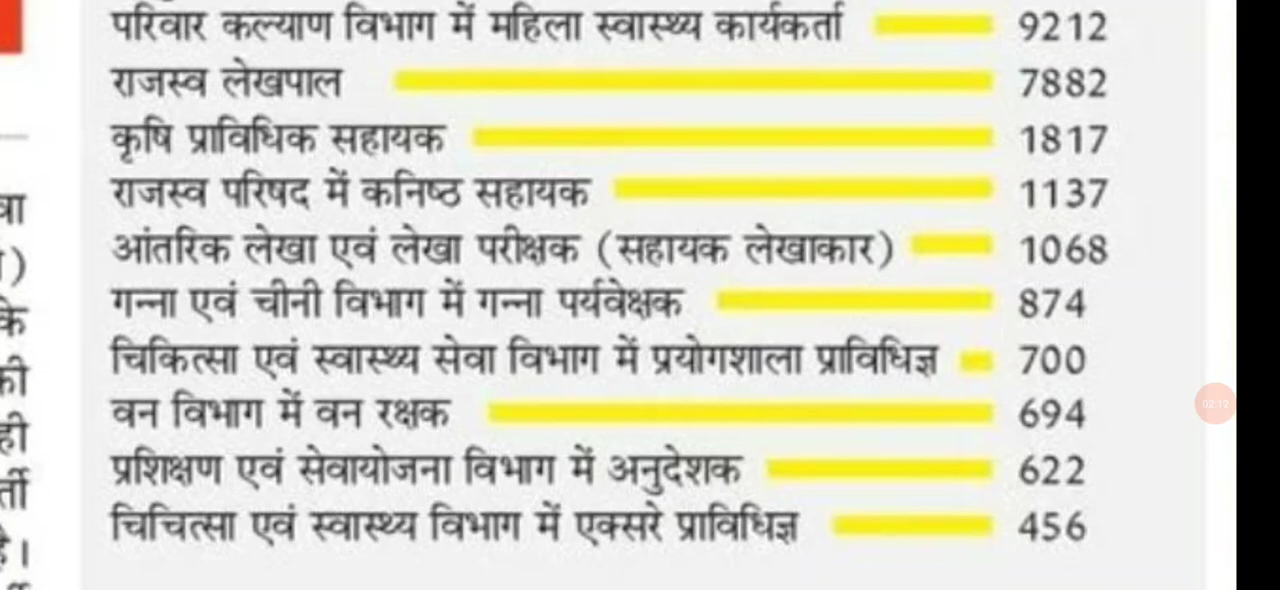 परिवार कल्याण विभाग में महिला स्वास्थ्य कार्यकर्ता 9212
राजस्व लेखपाल 7882
कृषि प्राविधिक सहायक 1817
राजस्व परिषद में कनिष्ठ सहायक 1137
आंतरिक लेखा एवं लेखा परीक्षक (सहायक लेखाकार) 1068
गन्ना एवं चीनी विभाग में गन्ना पर्यवेक्षक 874
चिकित्सा एवं स्वास्थ्य सेवा विभाग में प्रयोगशाला प्राविधिज्ञ 700
वन विभाग में वन रक्षक 694
प्रशिक्षण एवं सेवायोजना विभाग में अनुदेशक 622
चिचित्सा एवं स्वास्थ्य विभाग में एक्सरे प्राविधिज्ञ 456
02:12